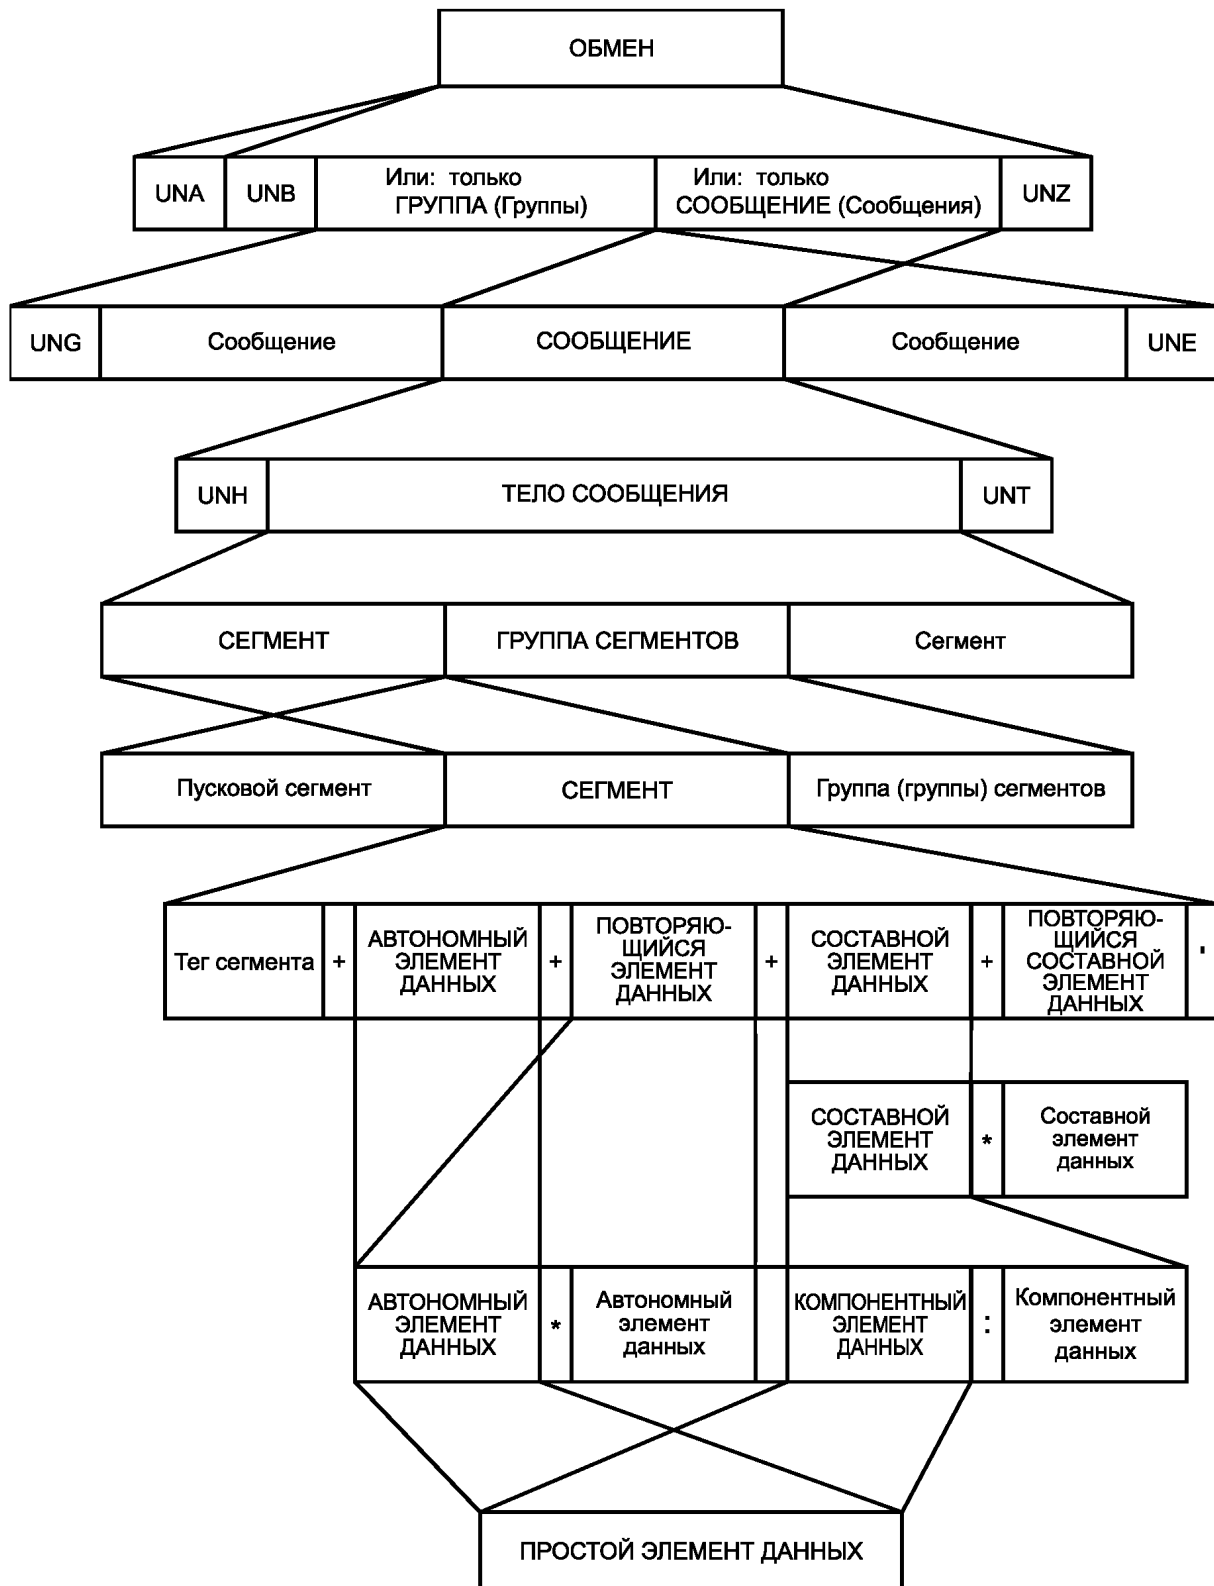 ОБМЕН
UNA
UNB
Или: только
ГРУППА (Группы)
Или: только
СООБЩЕНИЕ (Сообщения)
UNZ
UNG
Сообщение
СООБЩЕНИЕ
Сообщение
UNE
UNH
ТЕЛО СООБЩЕНИЯ
UNT
СЕГМЕНТ
ГРУППА СЕГМЕНТОВ
Сегмент
Пусковой сегмент
СЕГМЕНТ
Группа (группы) сегментов
Тег сегмента
+
АВТОНОМНЫЙ
ЭЛЕМЕНТ
ДАННЫХ
+
ПОВТОРЯЮ-
ЩИЙСЯ
ЭЛЕМЕНТ
ДАННЫХ
+
СОСТАВНОЙ
ЭЛЕМЕНТ
ДАННЫХ
+
ПОВТОРЯЮ-
ЩИЙСЯ
СОСТАВНОЙ
ЭЛЕМЕНТ
ДАННЫХ
'
СОСТАВНОЙ
ЭЛЕМЕНТ
ДАННЫХ
*
Составной
элемент
данных
АВТОНОМНЫЙ
ЭЛЕМЕНТ
ДАННЫХ
*
Автономный
элемент
данных
КОМПОНЕНТНЫЙ
ЭЛЕМЕНТ
ДАННЫХ
:
Компонентный
элемент
данных
ПРОСТОЙ ЭЛЕМЕНТ ДАННЫХ